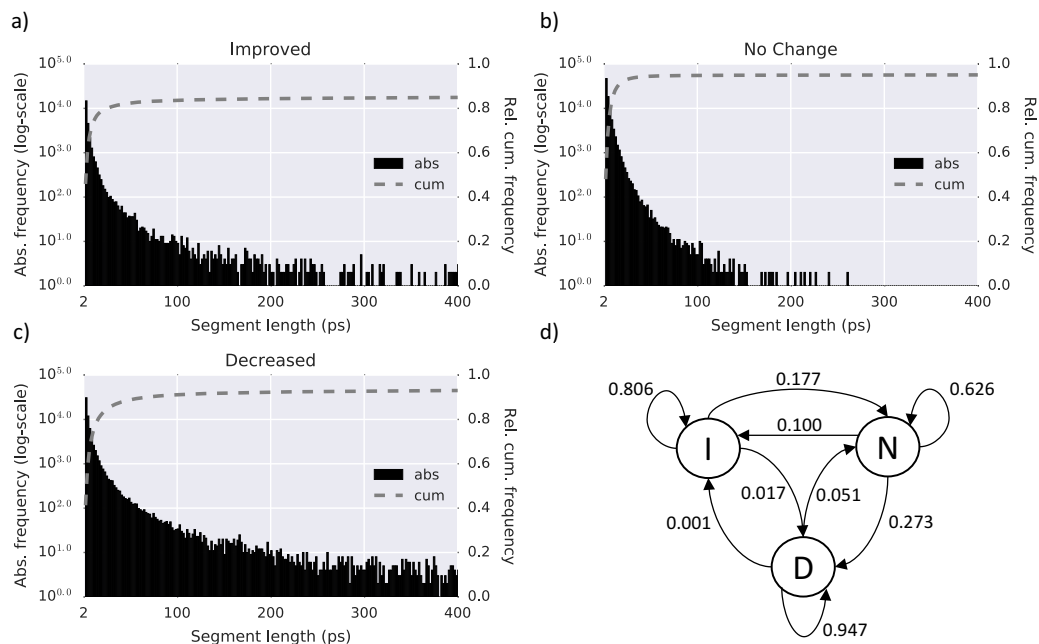 a)
Improved
10^5.0
10^4.0
10^3.0
10^2.0
10^1.0
10^0.0
Abs. frequency (log-scale)
1.0
0.8
0.6
0.4
0.2
0.0
Rel. cum. frequency
abs
cum
2 100 200 300 400
Segment length (ps)
b)
No Change
10^5.0
10^4.0
10^3.0
10^2.0
10^1.0
10^0.0
Abs. frequency (log-scale)
1.0
0.8
0.6
0.4
0.2
0.0
Rel. cum. frequency
abs
cum
2 100 200 300 400
Segment length (ps)
c)
Decreased
10^5.0
10^4.0
10^3.0
10^2.0
10^1.0
10^0.0
Abs. frequency (log-scale)
1.0
0.8
0.6
0.4
0.2
0.0
Rel. cum. frequency
abs
cum
2 100 200 300 400
Segment length (ps)
d)
0.806
0.177
0.626
0.100
I
N
0.017
0.051
0.001
0.273
D
0.947